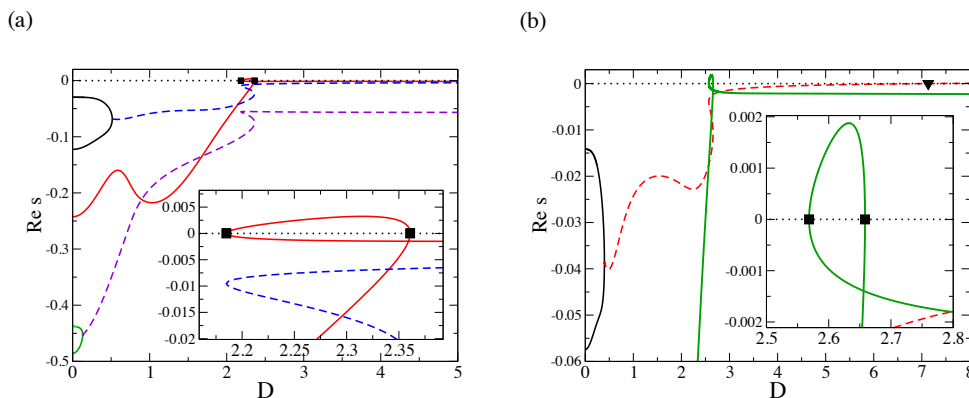 (a)
0
-0.1
-0.2
-0.3
-0.4
-0.5
Re s
0 1 2 3 4 5
D
0.005
0
-0.005
-0.01
-0.015
-0.02
2.2 2.25 2.3 2.35
(b)
0
-0.01
-0.02
-0.03
-0.04
-0.05
-0.06
Re s
0 1 2 3 4 5 6 7 8
D
0.002
0.001
0
-0.001
-0.002
2.5 2.6 2.7 2.8